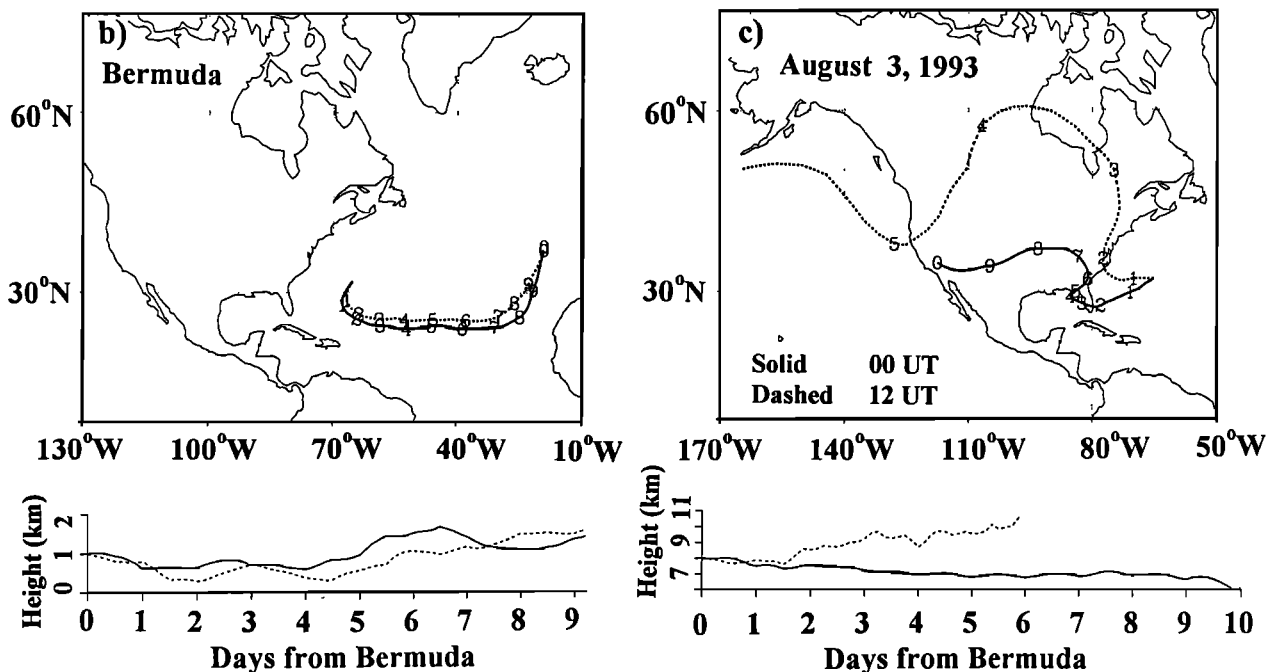 b)
Bermuda
60°N
30°N
130°W 100°W 70°W 40°W 10°W
Height (km)
2
1
0
0 1 2 3 4 5 6 7 8 9
Days from Bermuda
c)
August 3, 1993
60°N
30°N
Solid 00 UT
Dashed 12 UT
170°W 140°W 110°W 80°W 50°W
Height (km)
11
9
7
0 1 2 3 4 5 6 7 8 9 10
Days from Bermuda